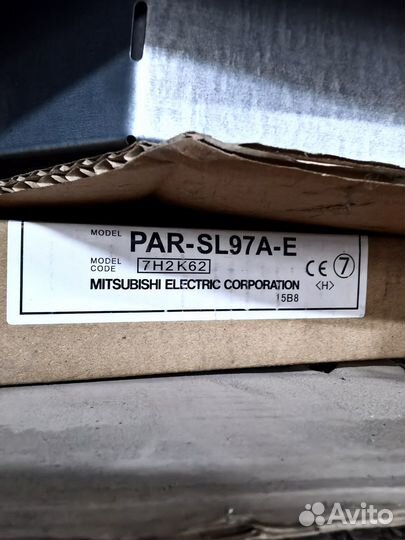 MODEL PAR-SL97A-E
MODEL CODE 7H2K62
CE 7
MITSUBISHI ELECTRIC CORPORATION <H>
15B8
Avito